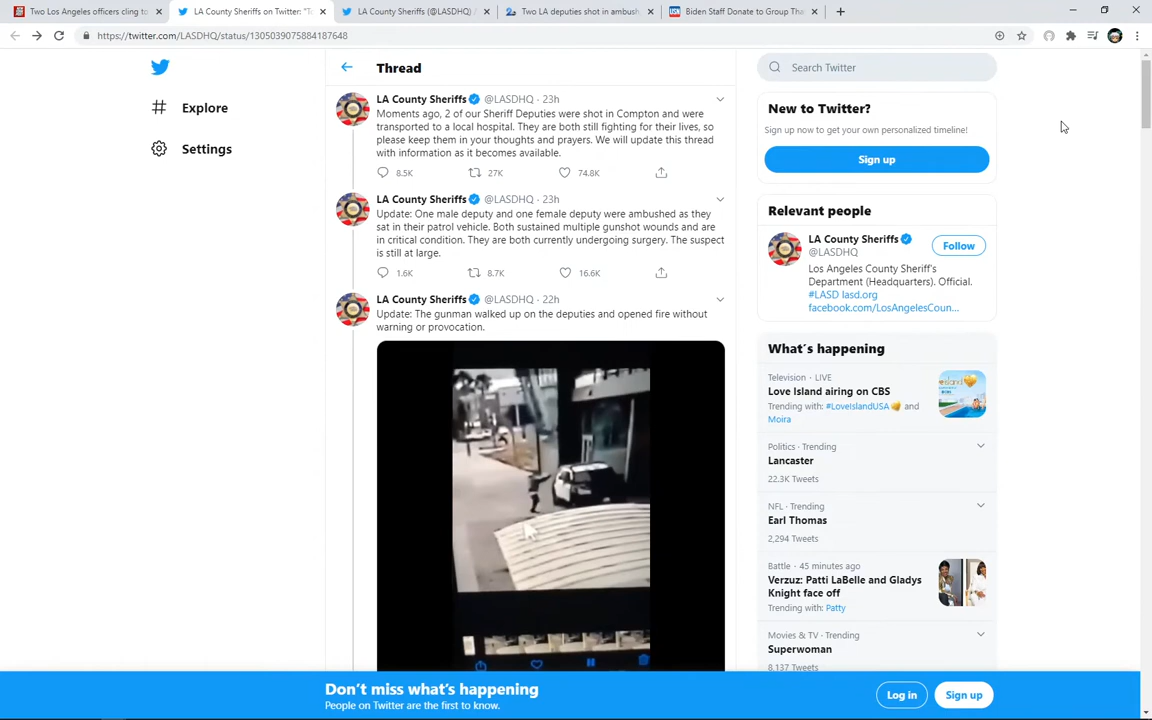 Two Los Angeles officers cling to
LA County Sheriffs on Twitter: "
LA County Sheriffs (@LASDHQ)
Two LA deputies shot in ambush
Biden Staff Donate to Group Tha
https://twitter.com/LASDHQ/status/1305039075884187648
Explore
Settings
Thread
LA County Sheriffs @LASDHQ · 23h
Moments ago, 2 of our Sheriff Deputies were shot in Compton and were
transported to a local hospital. They are both still fighting for their lives, so
please keep them in your thoughts and prayers. We will update this thread
with information as it becomes available.
8.5K 27K 74.8K
LA County Sheriffs @LASDHQ · 23h
Update: One male deputy and one female deputy were ambushed as they
sat in their patrol vehicle. Both sustained multiple gunshot wounds and are
in critical condition. They are both currently undergoing surgery. The suspect
is still at large.
1.6K 8.7K 16.6K
LA County Sheriffs @LASDHQ · 22h
Update: The gunman walked up on the deputies and opened fire without
warning or provocation.
Search Twitter
New to Twitter?
Sign up now to get your own personalized timeline!
Sign up
Relevant people
LA County Sheriffs
@LASDHQ
Follow
Los Angeles County Sheriff's
Department (Headquarters). Official.
#LASD lasd.org
facebook.com/LosAngelesCoun...
What's happening
Television · LIVE
Love Island airing on CBS
Trending with: #LoveIslandUSA and
Moira
Politics · Trending
Lancaster
22.3K Tweets
NFL · Trending
Earl Thomas
2,294 Tweets
Battle · 45 minutes ago
Verzuz: Patti LaBelle and Gladys
Knight face off
Trending with: Patty
Movies & TV · Trending
Superwoman
8,137 Tweets
Don't miss what's happening
People on Twitter are the first to know.
Log in
Sign up